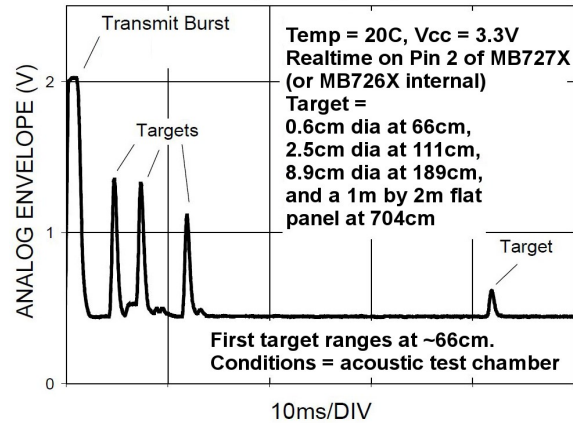 Transmit Burst
Temp = 20C, Vcc = 3.3V
Realtime on Pin 2 of MB727X
(or MB726X internal)
Target =
0.6cm dia at 66cm,
2.5cm dia at 111cm,
8.9cm dia at 189cm,
and a 1m by 2m flat
panel at 704cm
Targets
Target
ANALOG ENVELOPE (V)
2
1
0
First target ranges at ~66cm.
Conditions = acoustic test chamber
10ms/DIV